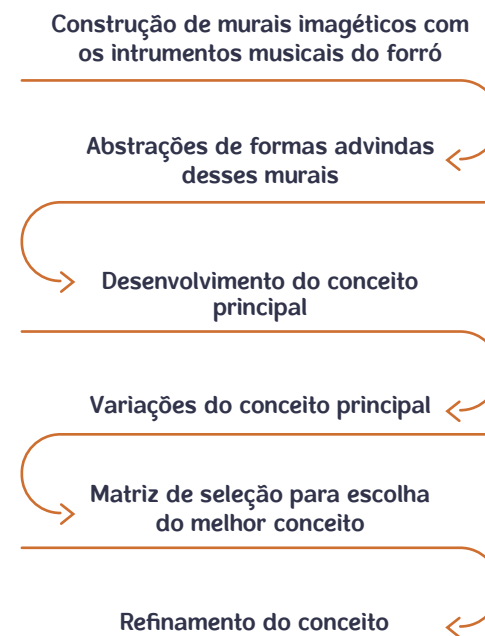 Construção de murais imagéticos com
os intrumentos musicais do forró
Abstrações de formas advindas
desses murais
Desenvolvimento do conceito
principal
Variações do conceito principal
Matriz de seleção para escolha
do melhor conceito
Refinamento do conceito